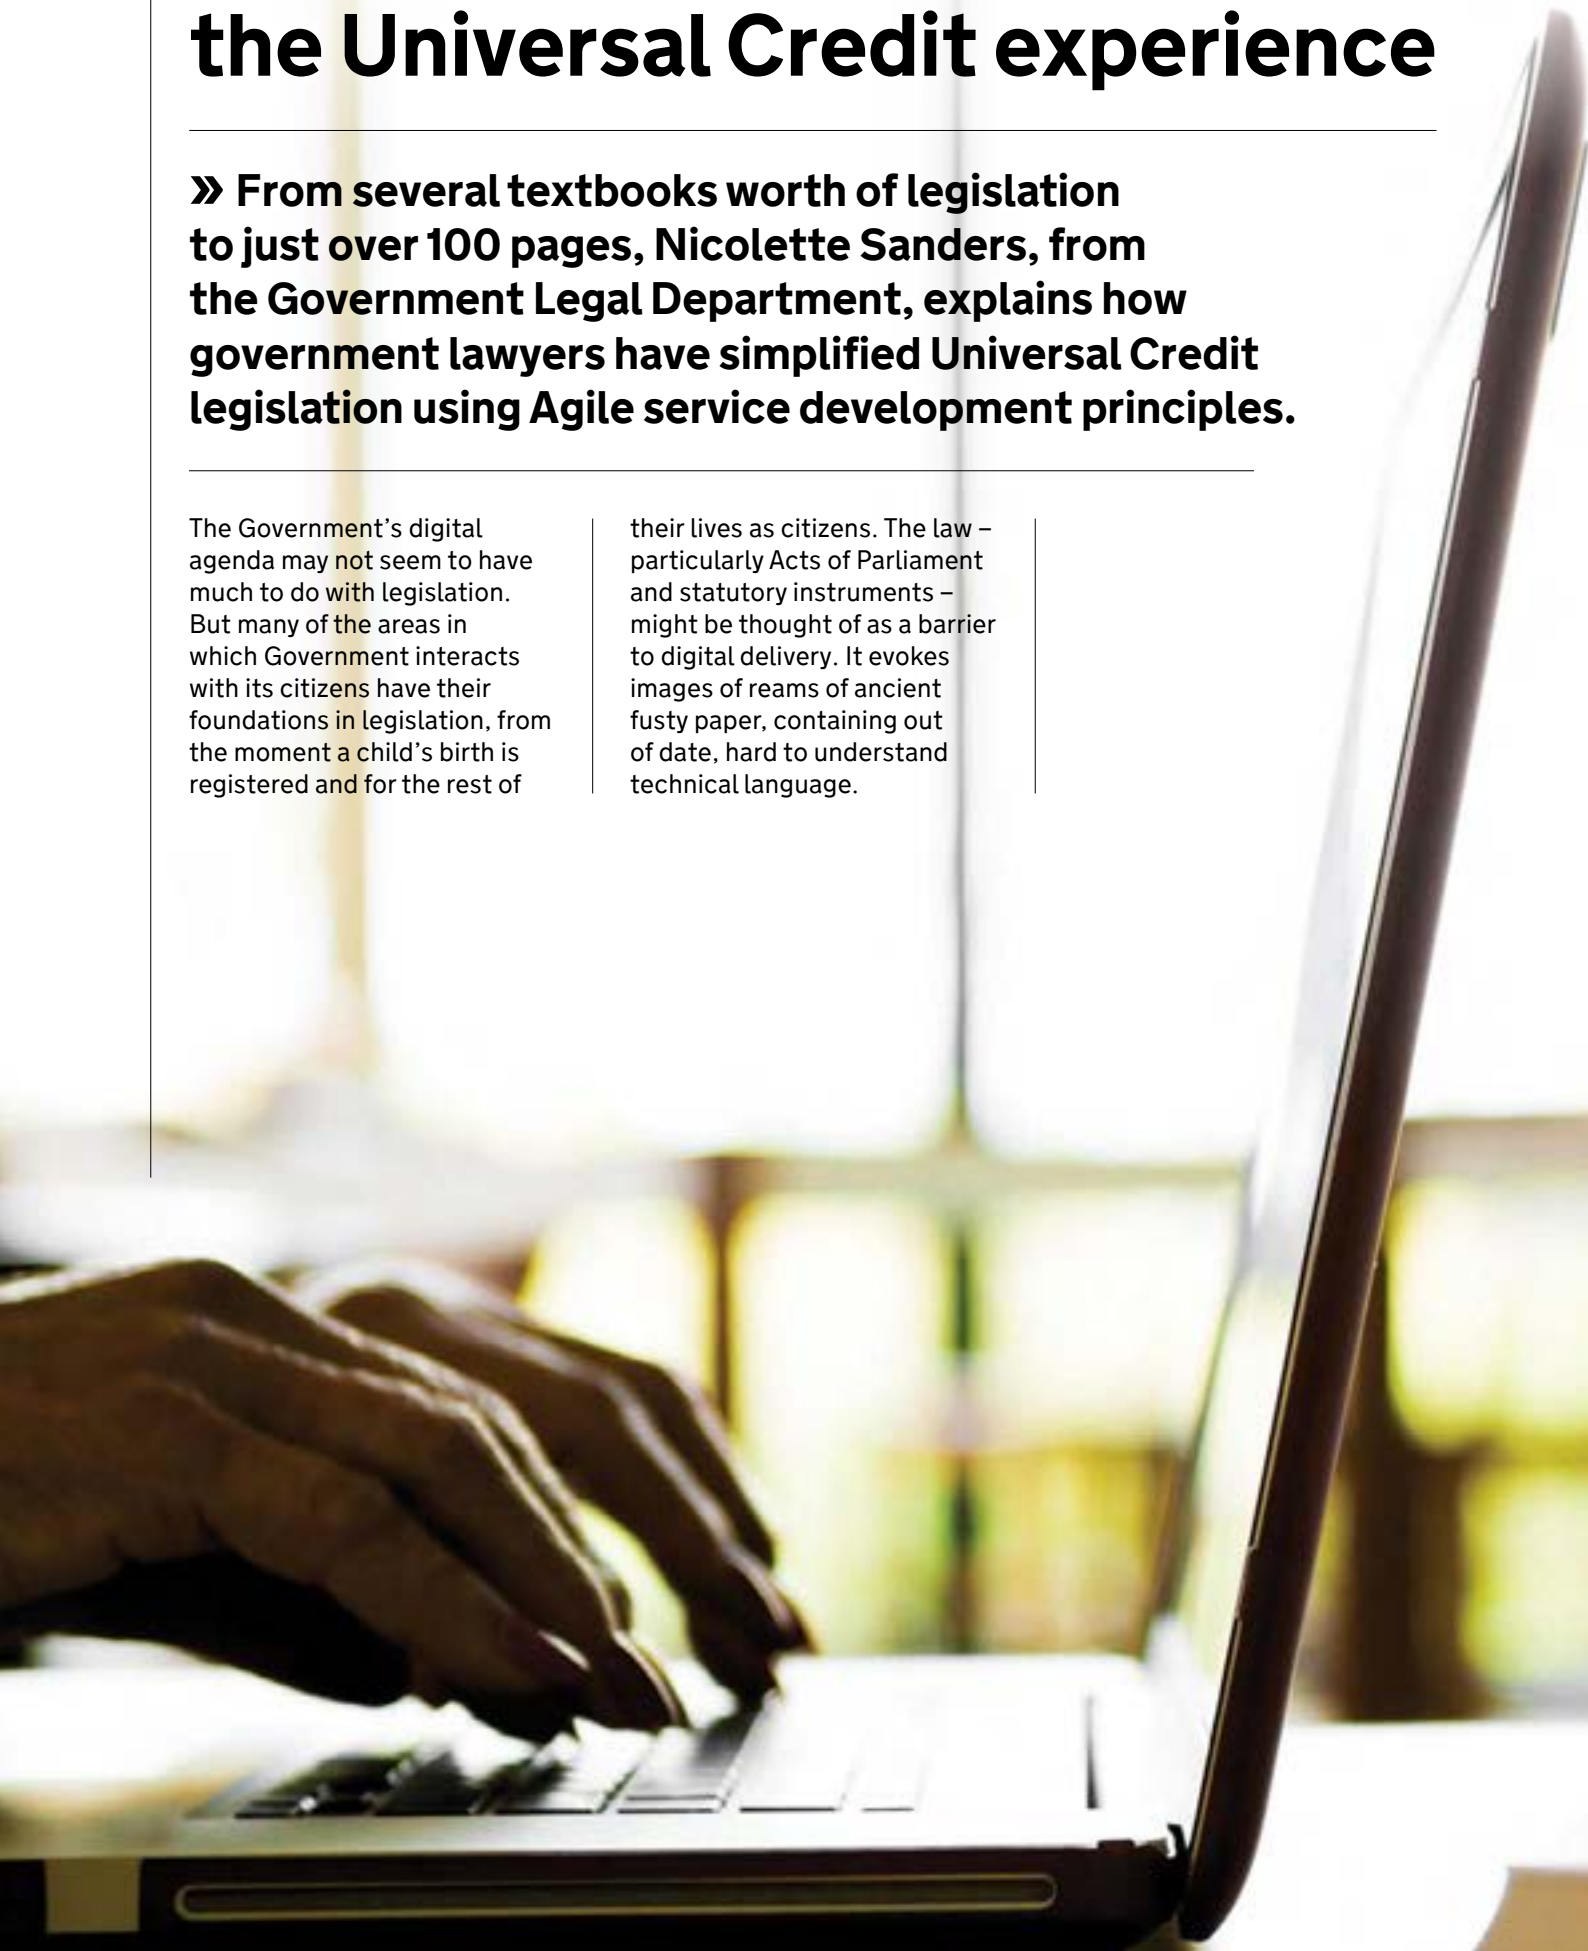 the Universal Credit experience
» From several textbooks worth of legislation
to just over 100 pages, Nicolette Sanders, from
the Government Legal Department, explains how
government lawyers have simplified Universal Credit
legislation using Agile service development principles.
The Government’s digital
agenda may not seem to have
much to do with legislation.
But many of the areas in
which Government interacts
with its citizens have their
foundations in legislation, from
the moment a child’s birth is
registered and for the rest of
their lives as citizens. The law –
particularly Acts of Parliament
and statutory instruments –
might be thought of as a barrier
to digital delivery. It evokes
images of reams of ancient
fusty paper, containing out
of date, hard to understand
technical language.